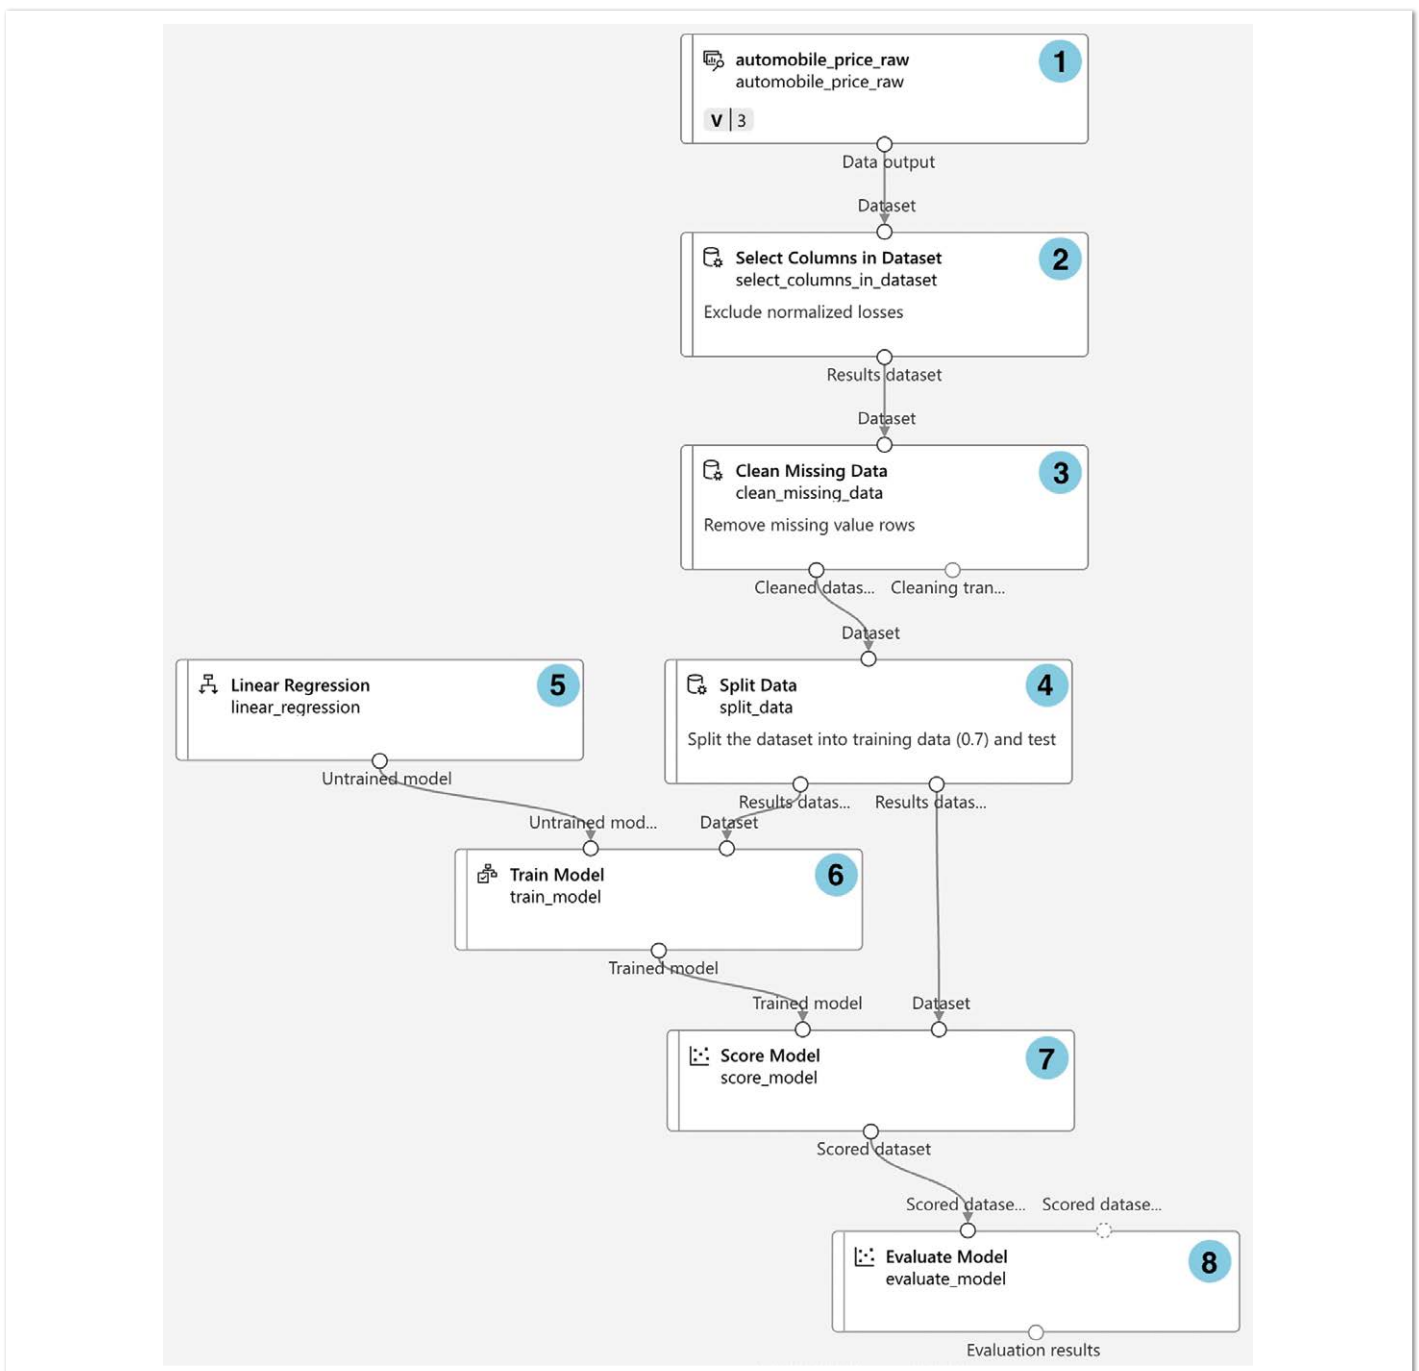 automobile_price_raw
1
automobile_price_raw
V | 3
Data output
Dataset
Select Columns in Dataset
2
select_columns_in_dataset
Exclude normalized losses
Results dataset
Dataset
Clean Missing Data
3
clean_missing_data
Remove missing value rows
Cleaned datas... Cleaning tran...
Dataset
Linear Regression
5
linear_regression
Untrained model
Split Data
4
split_data
Split the dataset into training data (0.7) and test
Results datas... Results datas...
Untrained mod... Dataset
Train Model
6
train_model
Trained model
Trained model Dataset
Score Model
7
score_model
Scored dataset
Scored datase... Scored datase...
Evaluate Model
8
evaluate_model
Evaluation results